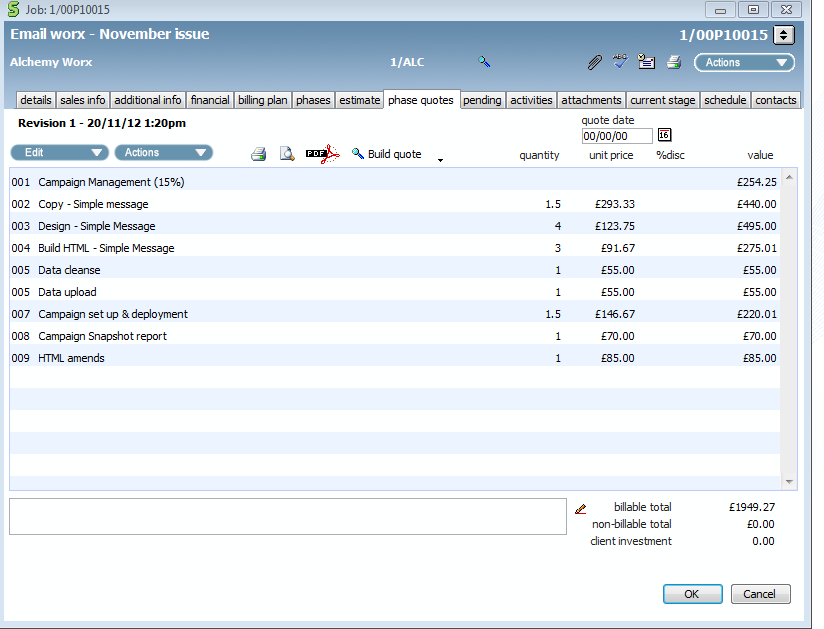 Job: 1/00P10015
Email worx - November issue 1/00P10015
Alchemy Worx 1/ALC ABC Actions
details sales info additional info financial billing plan phases estimate phase quotes pending activities attachments current stage schedule contacts
Revision 1 - 20/11/12 1:20pm quote date
00/00/00 16
Edit Actions PDF Build quote quantity unit price %disc value
001 Campaign Management (15%) £254.25
002 Copy - Simple message 1.5 £293.33 £440.00
003 Design - Simple Message 4 £123.75 £495.00
004 Build HTML - Simple Message 3 £91.67 £275.01
005 Data cleanse 1 £55.00 £55.00
005 Data upload 1 £55.00 £55.00
007 Campaign set up & deployment 1.5 £146.67 £220.01
008 Campaign Snapshot report 1 £70.00 £70.00
009 HTML amends 1 £85.00 £85.00
billable total £1949.27
non-billable total £0.00
client investment 0.00
OK Cancel